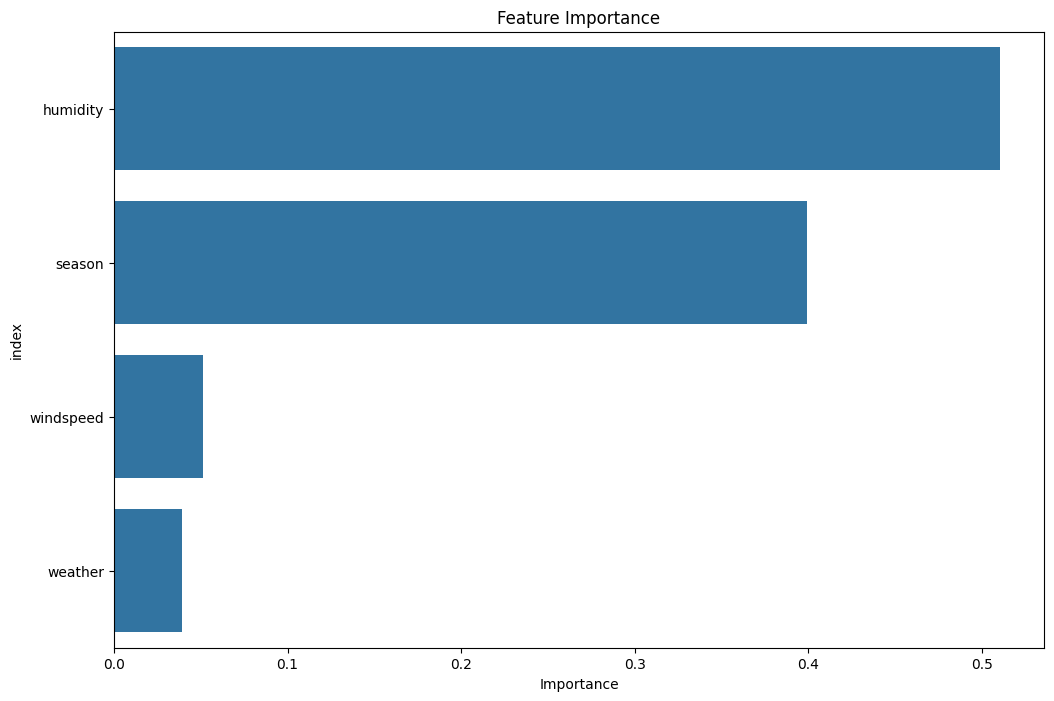 Feature Importance
humidity
season
windspeed
weather
index
0.0 0.1 0.2 0.3 0.4 0.5
Importance